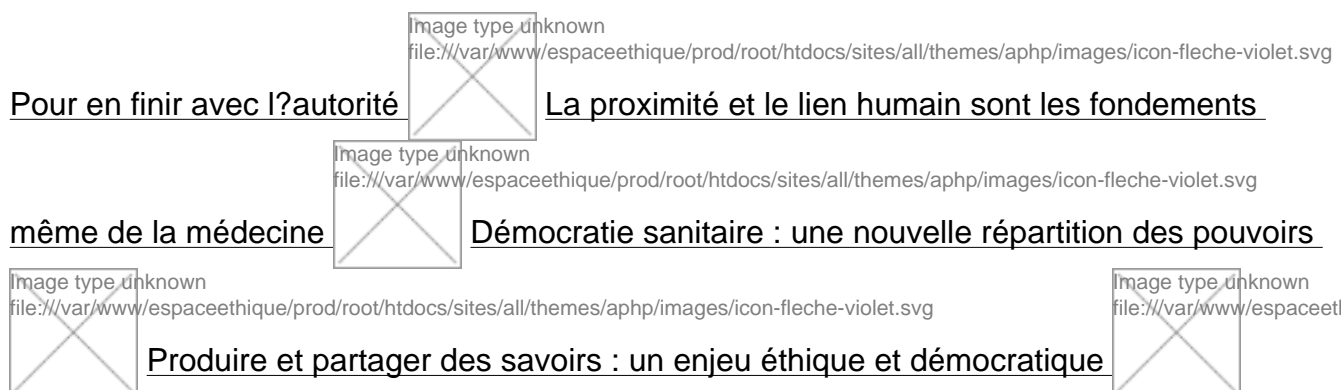 Image type unknown
file:///var/www/espaceethique/prod/root/htdocs/sites/all/themes/aphp/images/icon-fleche-violet.svg
Pour en finir avec l?autorité La proximité et le lien humain sont les fondements
Image type unknown
file:///var/www/espaceethique/prod/root/htdocs/sites/all/themes/aphp/images/icon-fleche-violet.svg
même de la médecine Démocratie sanitaire : une nouvelle répartition des pouvoirs
Image type unknown Image type unknown
file:///var/www/espaceethique/prod/root/htdocs/sites/all/themes/aphp/images/icon-fleche-violet.svg file:///var/www/espaceet
Produire et partager des savoirs : un enjeu éthique et démocratique